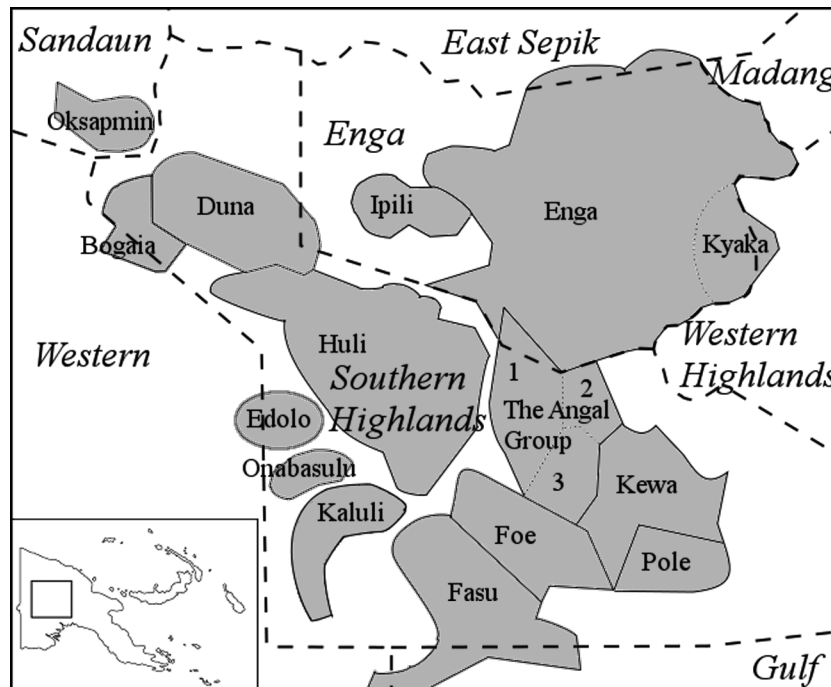 Sandaun
East Sepik
Madang
Oksapmin
Enga
Duna
Ipili
Enga
Bogaia
Kyaka
Western
Huli
Southern
Highlands
Western
Highlands
1
2
The Angal
Group
3
Edolo
Onabasulu
Kaluli
Kewa
Foe
Pole
Fasu
Gulf